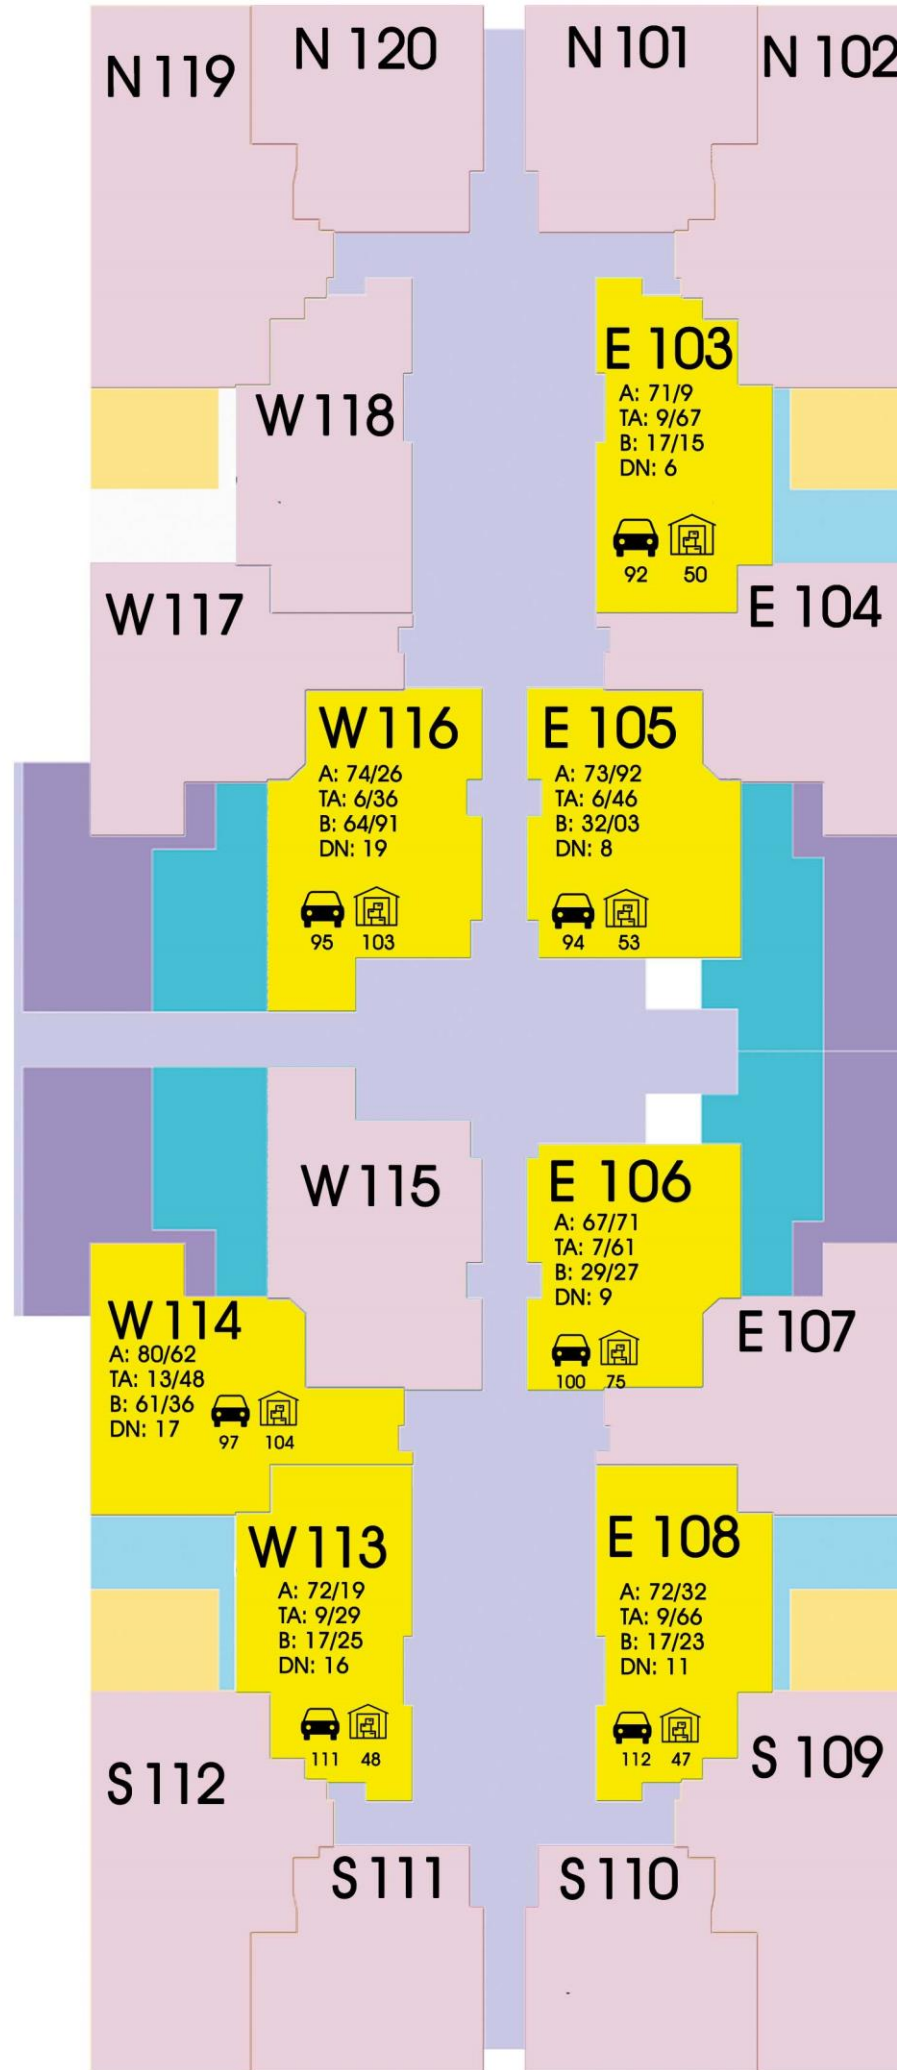 N 119
N 120
N 101
N 102
E 103
A: 71/9
TA: 9/67
B: 17/15
DN: 6
92 50
W 118
W 117
E 104
W 116
A: 74/26
TA: 6/36
B: 64/91
DN: 19
95 103
E 105
A: 73/92
TA: 6/46
B: 32/03
DN: 8
94 53
W 115
E 106
A: 67/71
TA: 7/61
B: 29/27
DN: 9
100 75
W 114
A: 80/62
TA: 13/48
B: 61/36
DN: 17
97 104
E 107
W 113
A: 72/19
TA: 9/29
B: 17/25
DN: 16
111 48
E 108
A: 72/32
TA: 9/66
B: 17/23
DN: 11
112 47
S 112
S 109
S 111
S 110